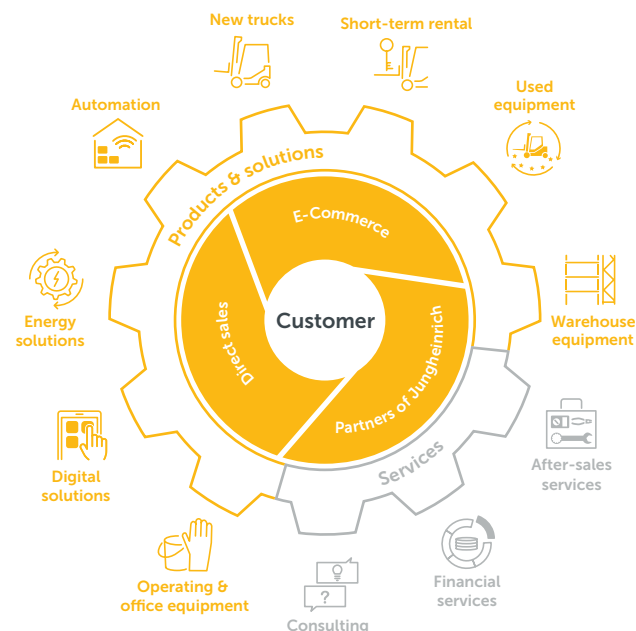 New trucks
Short-term rental
Automation
Used
equipment
Products & solutions
E-Commerce
Direct sales
Customer
Partners of Jungheinrich
Energy
solutions
Warehouse
equipment
Services
Digital
solutions
After-sales
services
Operating &
office equipment
?
Consulting
Financial
services